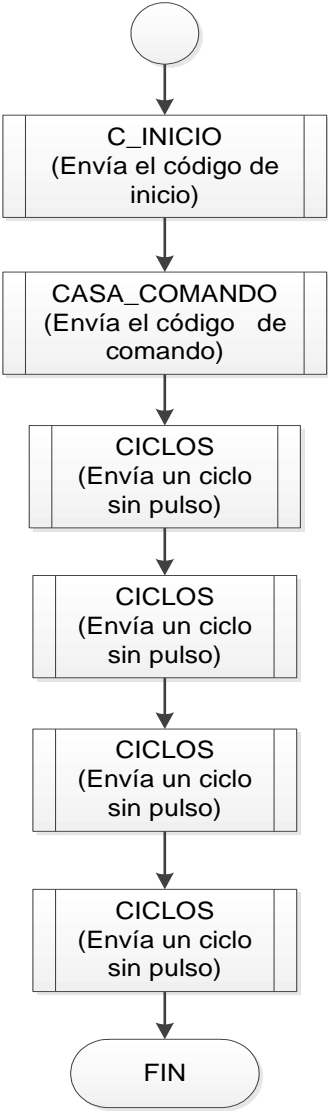 C_INICIO
(Envía el código de
inicio)
CASA_COMANDO
(Envía el código de
comando)
CICLOS
(Envía un ciclo
sin pulso)
CICLOS
(Envía un ciclo
sin pulso)
CICLOS
(Envía un ciclo
sin pulso)
CICLOS
(Envía un ciclo
sin pulso)
FIN